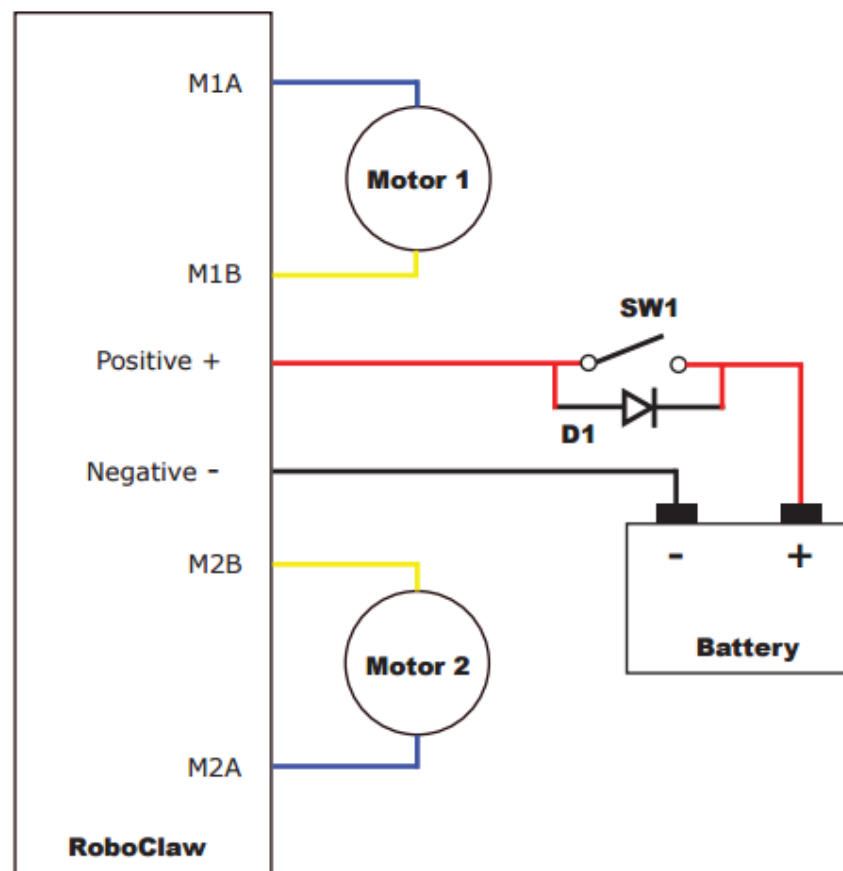 M1A
Motor 1
M1B
SW1
Positive +
D1
Negative -
- +
M2B
Battery
Motor 2
M2A
RoboClaw